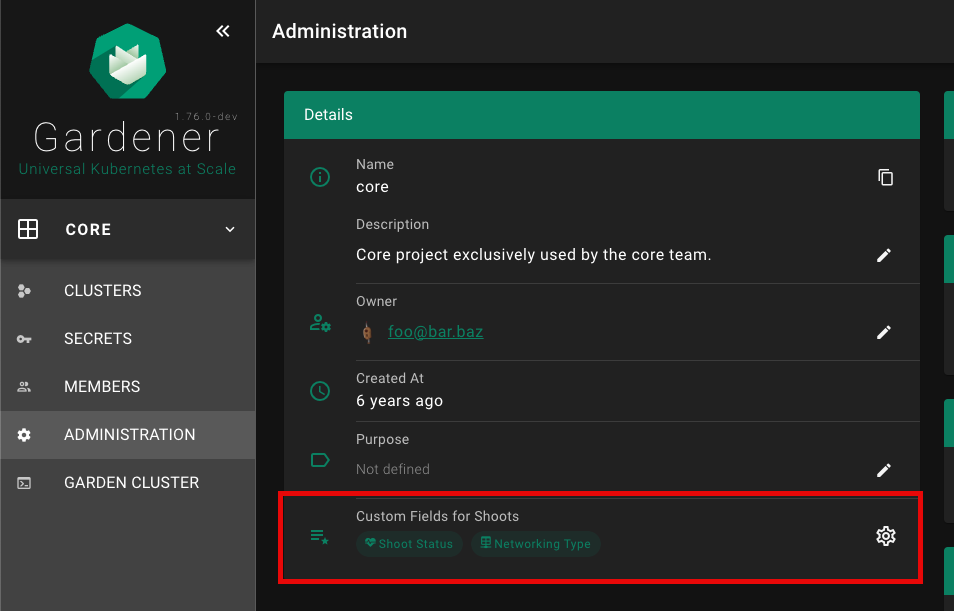 1.76.0-dev
Gardener
Universal Kubernetes at Scale
CORE
CLUSTERS
SECRETS
MEMBERS
ADMINISTRATION
GARDEN CLUSTER
Administration
Details
Name
core
Description
Core project exclusively used by the core team.
Owner
foo@bar.baz
Created At
6 years ago
Purpose
Not defined
Custom Fields for Shoots
Shoot Status Networking Type